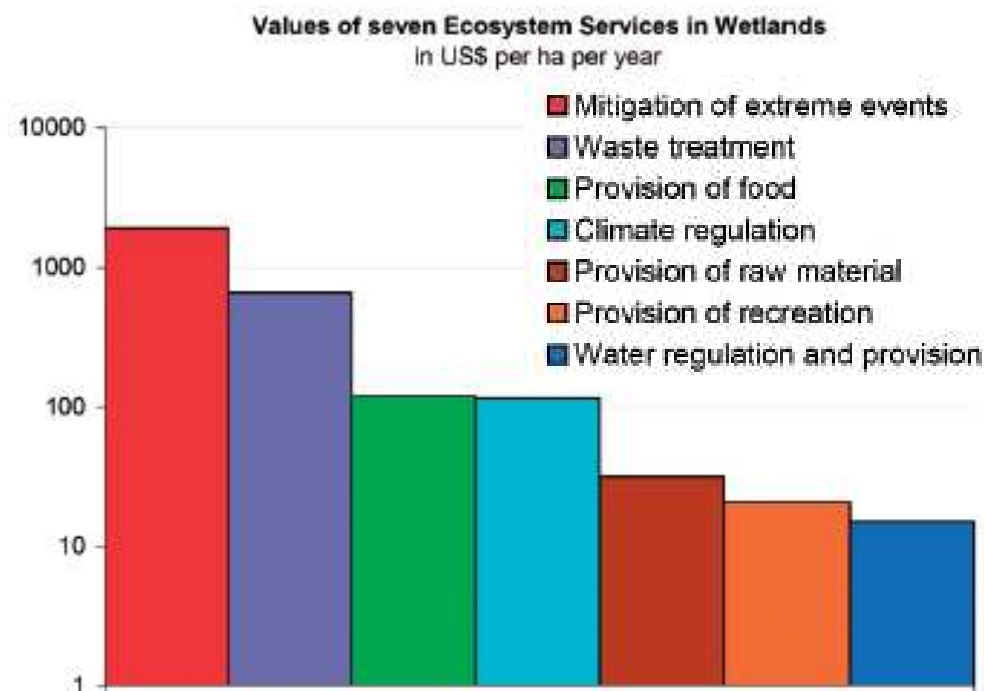 Values of seven Ecosystem Services in Wetlands
in US$ per ha per year
Mitigation of extreme events
Waste treatment
Provision of food
Climate regulation
Provision of raw material
Provision of recreation
Water regulation and provision
10000
1000
100
10
1